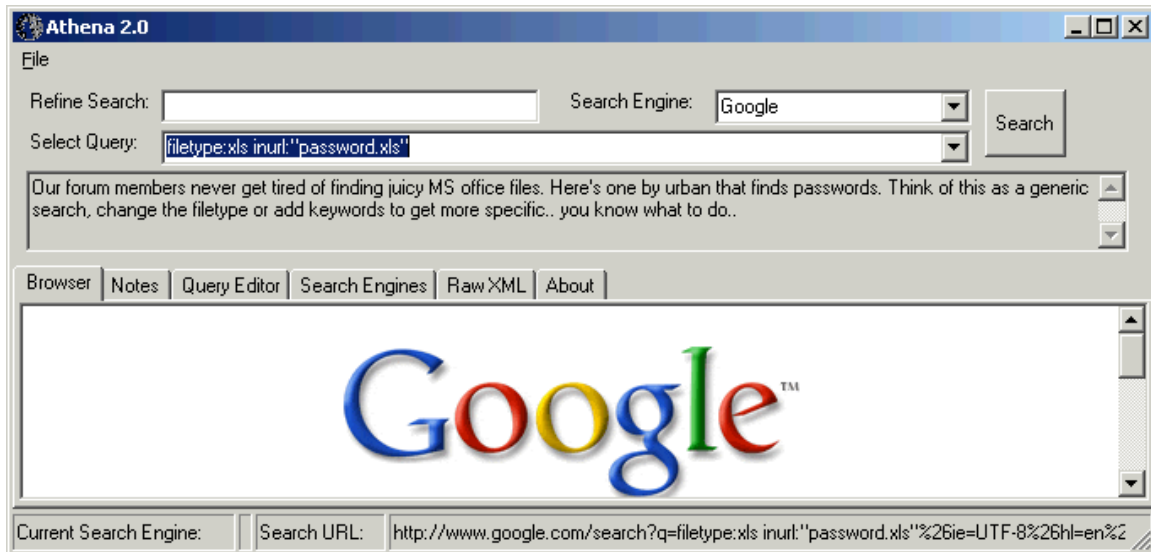 Athena 2.0
File
Refine Search: Search Engine: Google Search
Select Query: filetype:xls inurl:"password.xls"
Our forum members never get tired of finding juicy MS office files. Here's one by urban that finds passwords. Think of this as a generic
search, change the filetype or add keywords to get more specific.. you know what to do..
Browser Notes Query Editor Search Engines Raw XML About
Google™
Current Search Engine: Search URL: http://www.google.com/search?q=filetype:xls inurl:"password.xls"%26ie=UTF-8%26hl=en%2